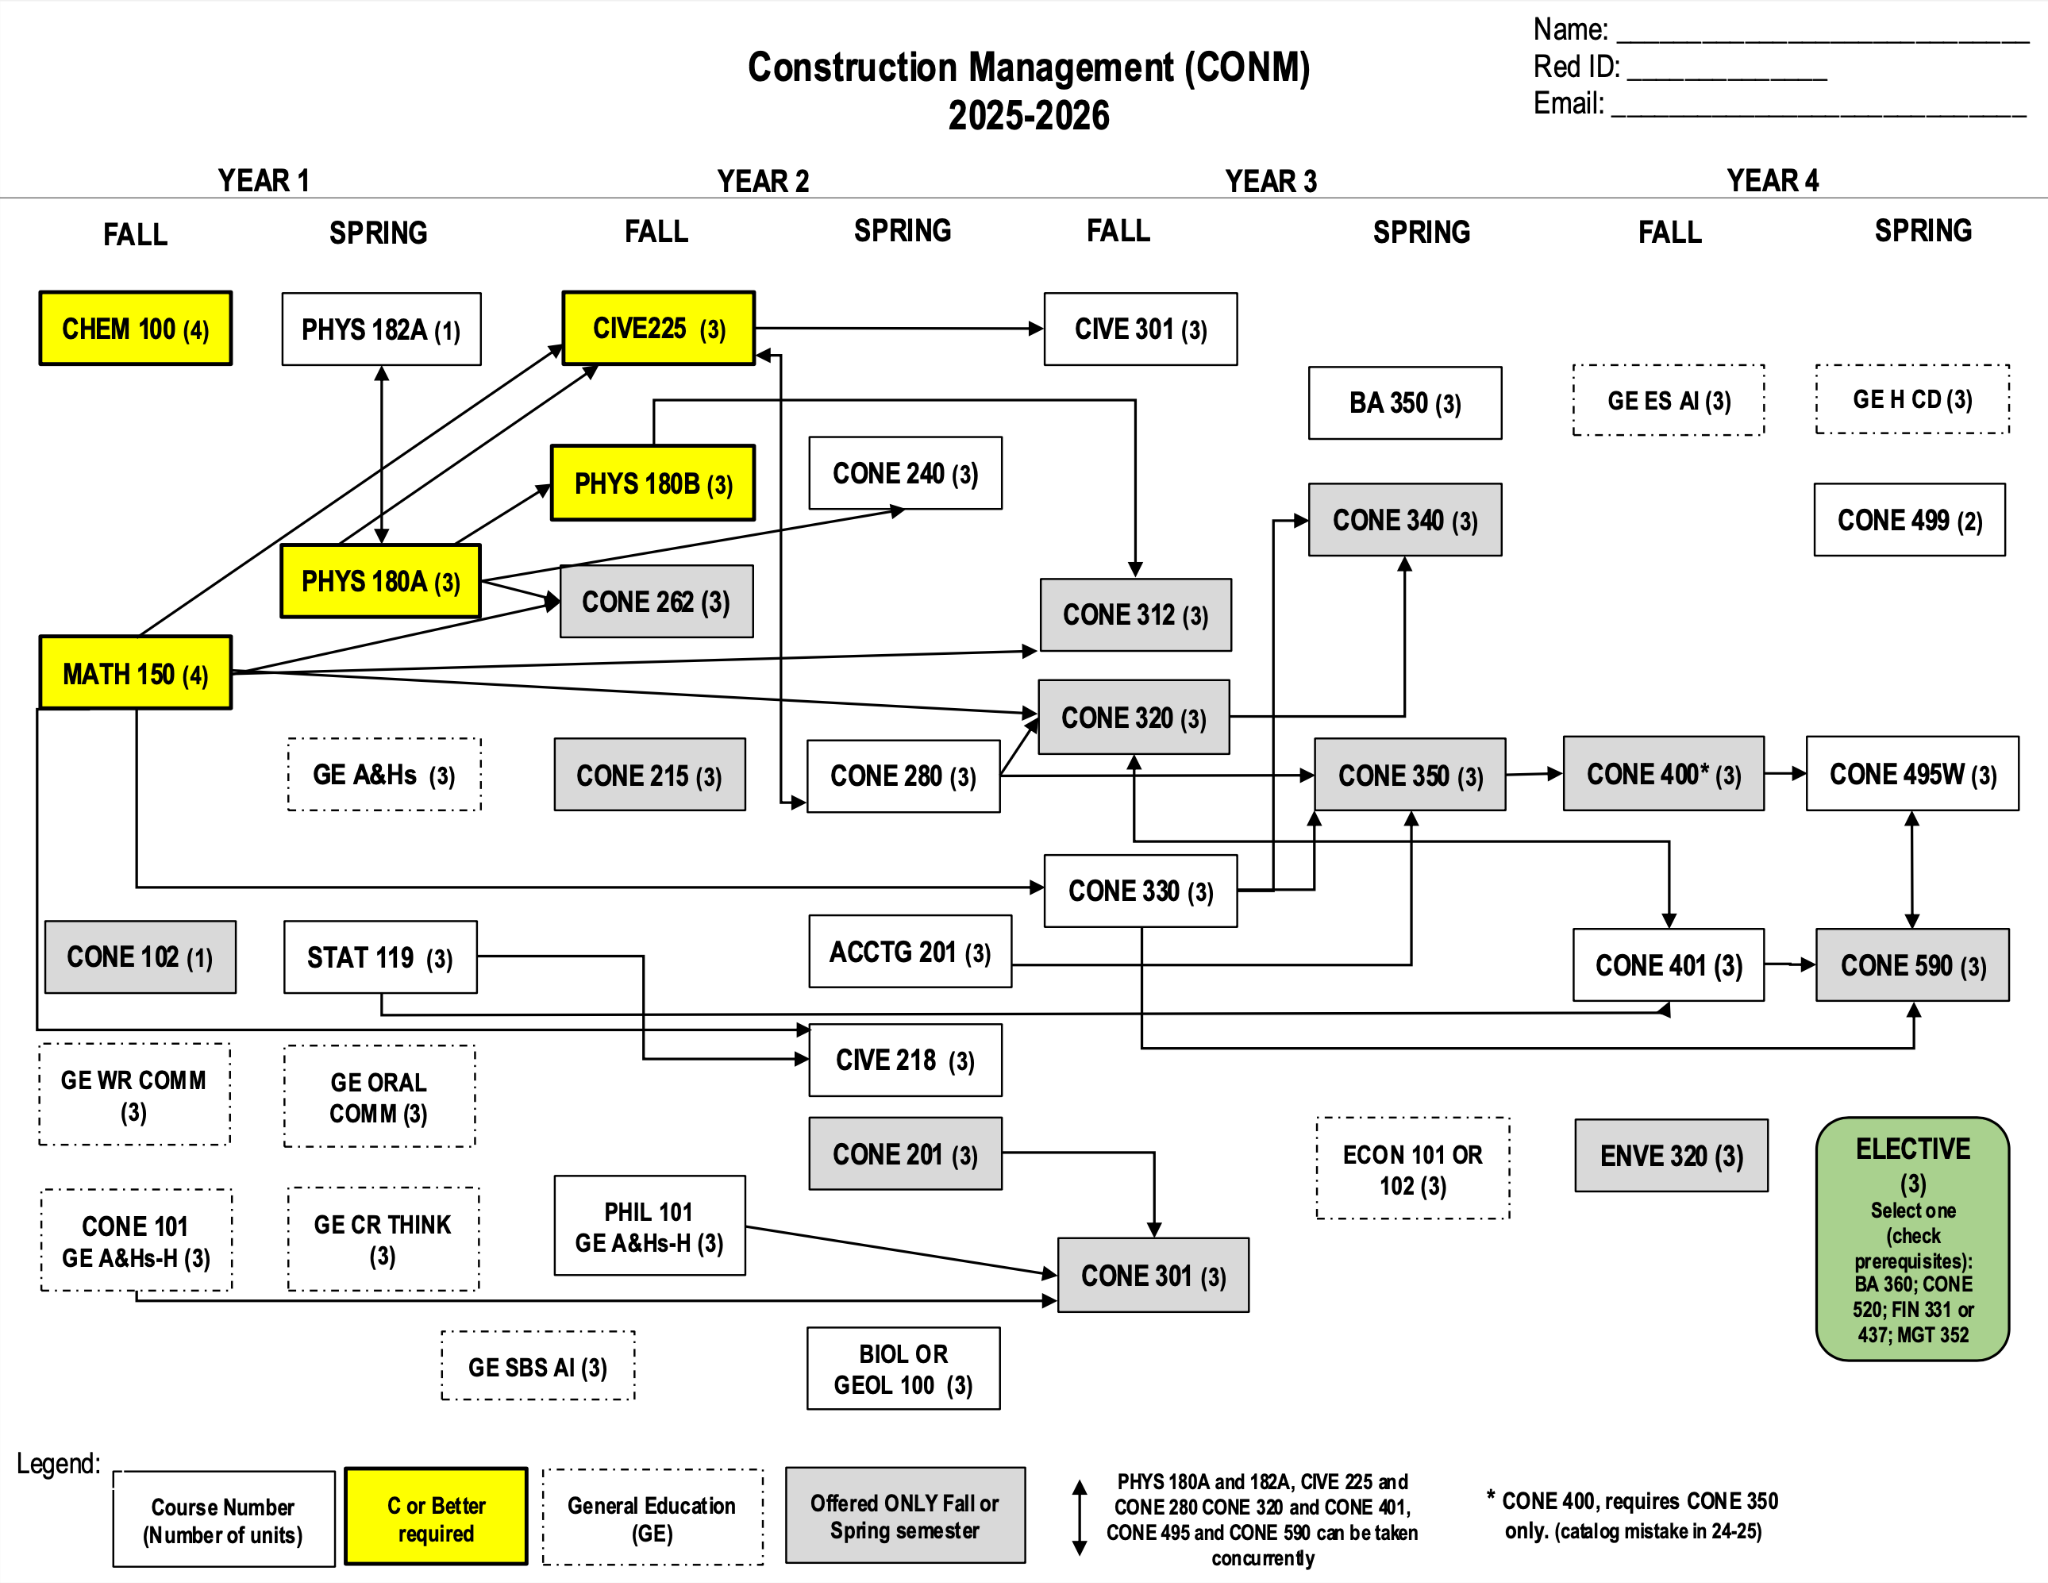 Construction Management (CONM)
2025-2026
Name: _____________________________
Red ID: ______________
Email: _____________________________
YEAR 1
YEAR 2
YEAR 3
YEAR 4
FALL
SPRING
FALL
SPRING
FALL
SPRING
FALL
SPRING
CHEM 100 (4)
PHYS 182A (1)
CIVE225 (3)
CIVE 301 (3)
BA 350 (3)
GE ES AI (3)
GE H CD (3)
PHYS 180B (3)
CONE 240 (3)
CONE 340 (3)
CONE 499 (2)
PHYS 180A (3)
CONE 262 (3)
CONE 312 (3)
MATH 150 (4)
CONE 320 (3)
GE A&Hs (3)
CONE 215 (3)
CONE 280 (3)
CONE 350 (3)
CONE 400* (3)
CONE 495W (3)
CONE 330 (3)
CONE 102 (1)
STAT 119 (3)
ACCTG 201 (3)
CONE 401 (3)
CONE 590 (3)
GE WR COMM
(3)
GE ORAL
COMM (3)
CIVE 218 (3)
CONE 201 (3)
ECON 101 OR
102 (3)
ENVE 320 (3)
ELECTIVE
(3)
Select one
(check
prerequisites):
BA 360; CONE
520; FIN 331 or
437; MGT 352
CONE 101
GE A&Hs-H (3)
GE CR THINK
(3)
PHIL 101
GE A&Hs-H (3)
CONE 301 (3)
GE SBS AI (3)
BIOL OR
GEOL 100 (3)
Legend:
Course Number
(Number of units)
C or Better
required
General Education
(GE)
Offered ONLY Fall or
Spring semester
PHYS 180A and 182A, CIVE 225 and
CONE 280 CONE 320 and CONE 401,
CONE 495 and CONE 590 can be taken
concurrently
* CONE 400, requires CONE 350
only. (catalog mistake in 24-25)